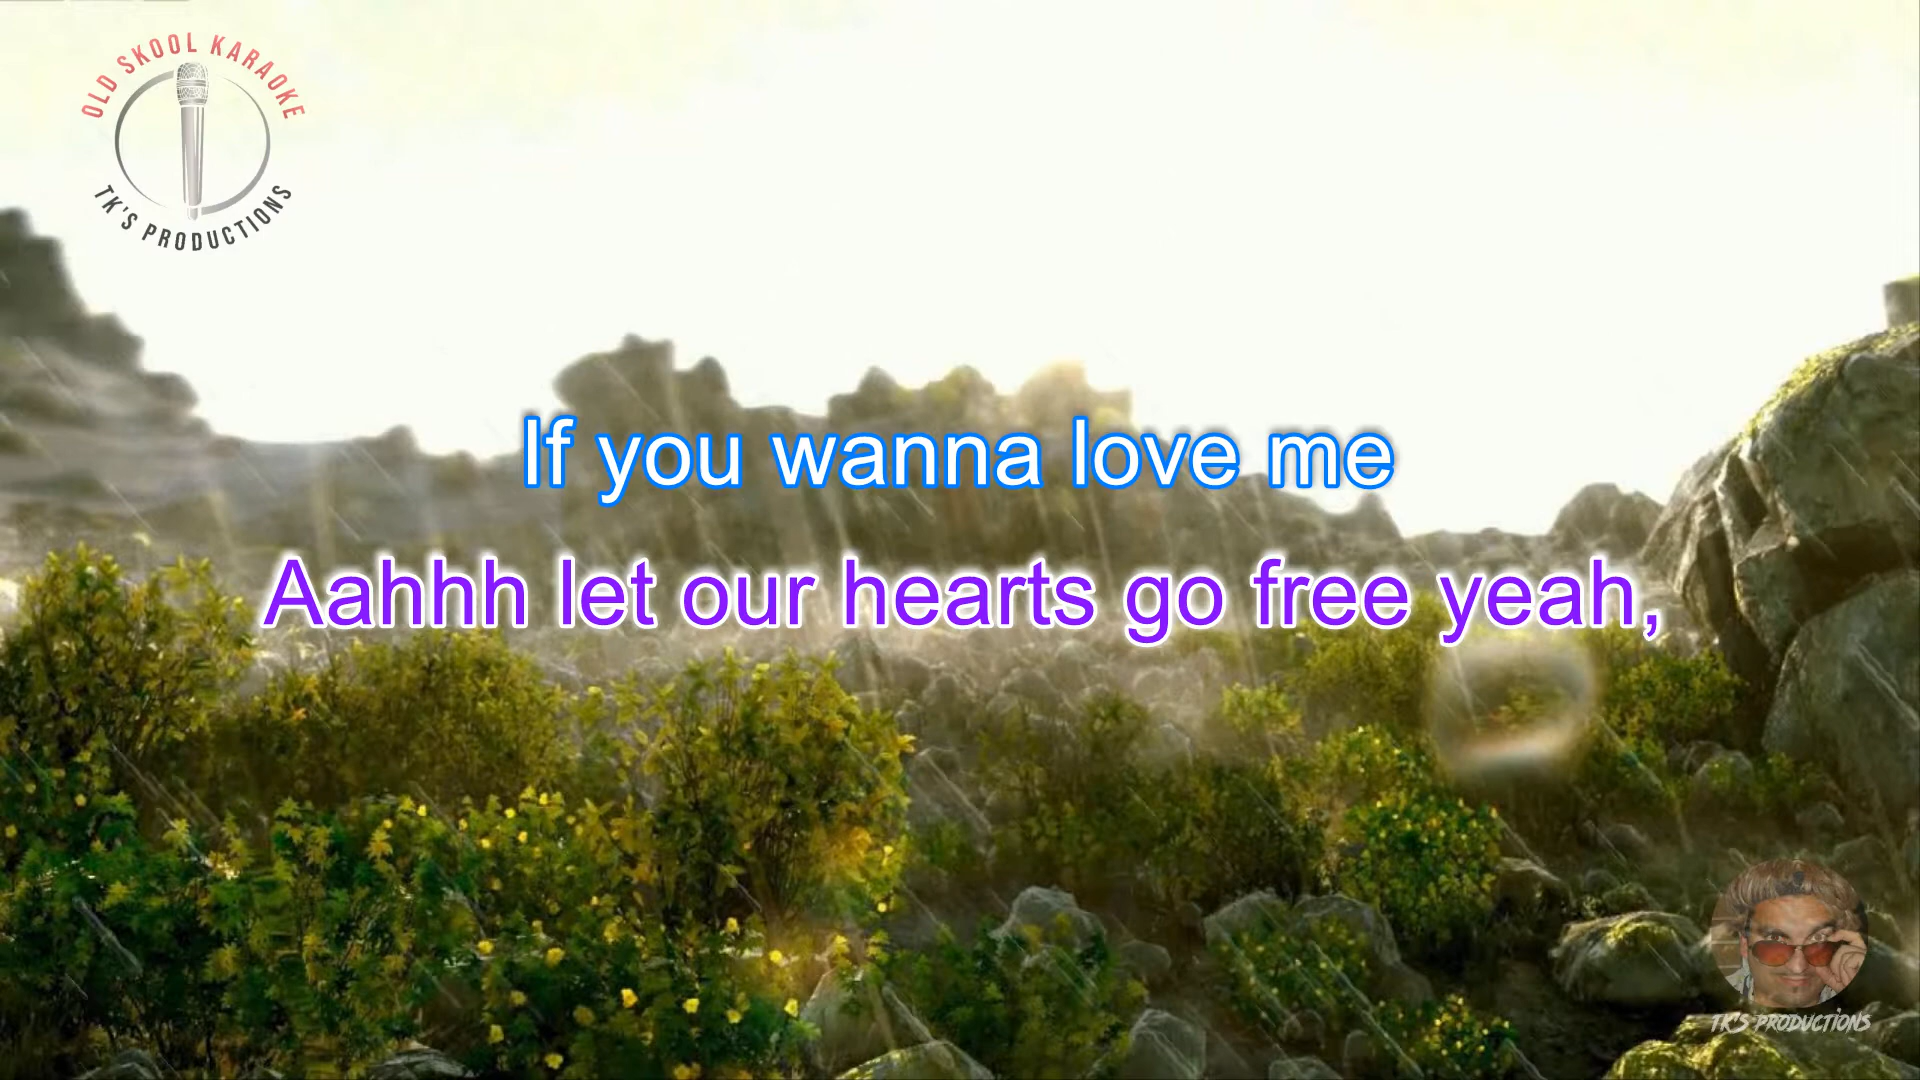 OLD SKOOL KARAOKE
TK'S PRODUCTIONS
If you wanna love me
Aahhh let our hearts go free yeah,
TK'S PRODUCTIONS